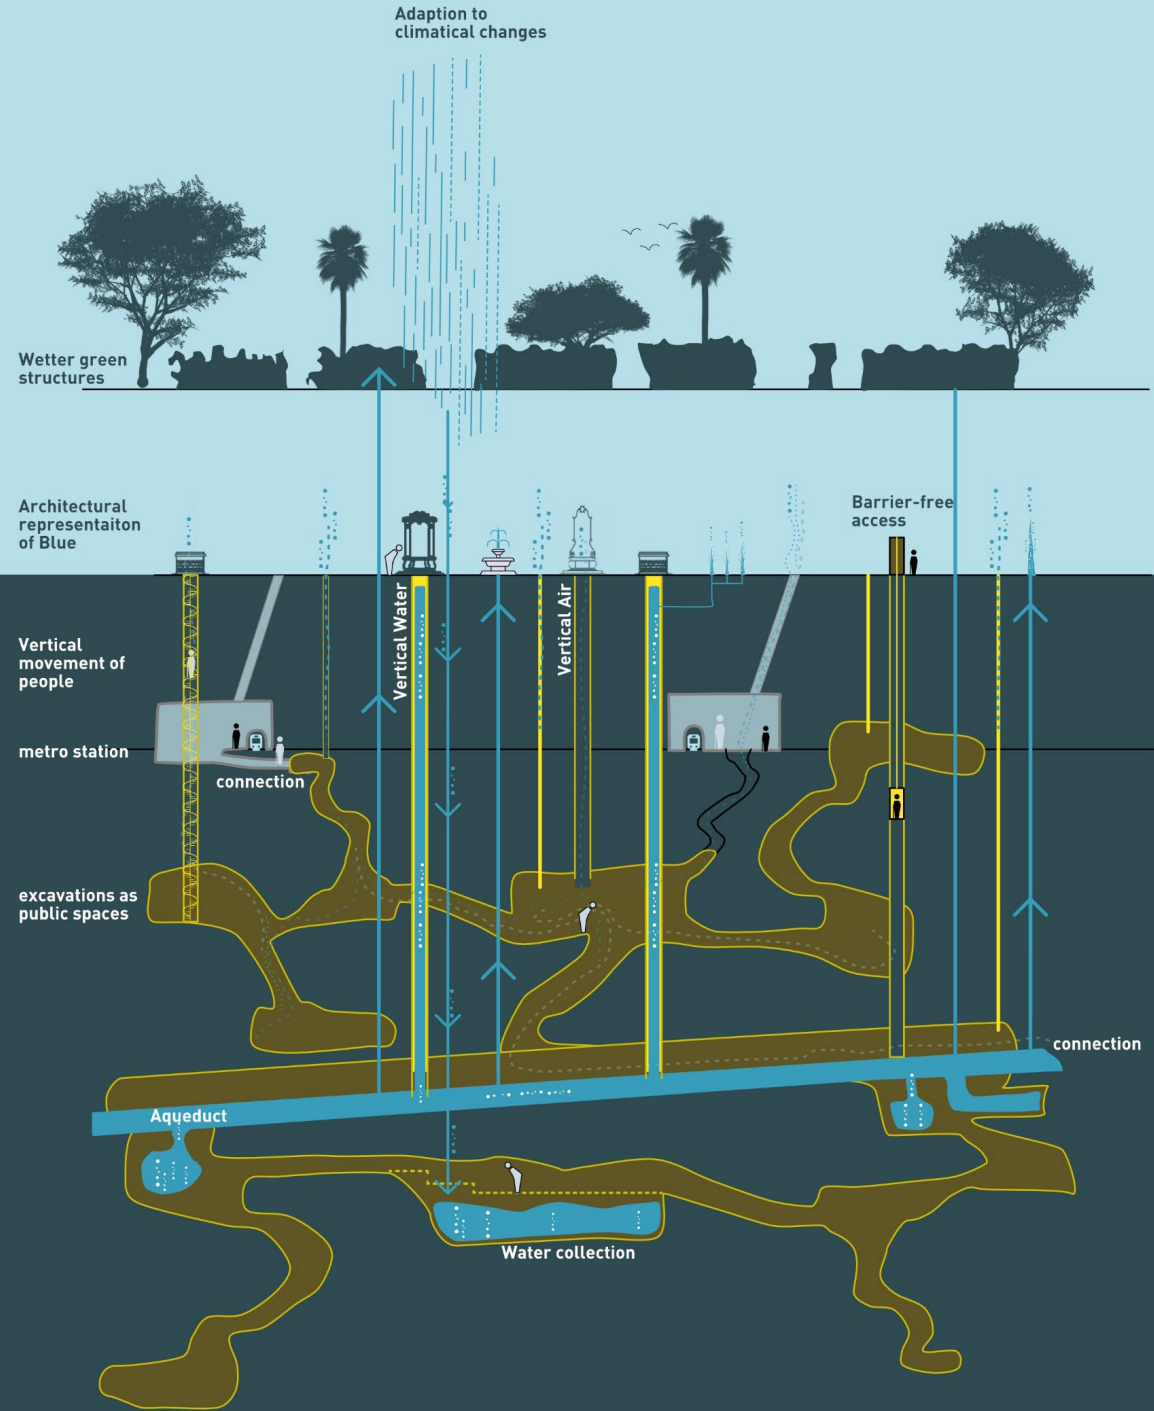 Adaption to
climatical changes
Wetter green
structures
Architectural
representaiton
of Blue
Barrier-free
access
Vertical Water
Vertical Air
Vertical
movement of
people
metro station
connection
excavations as
public spaces
connection
Aqueduct
Water collection